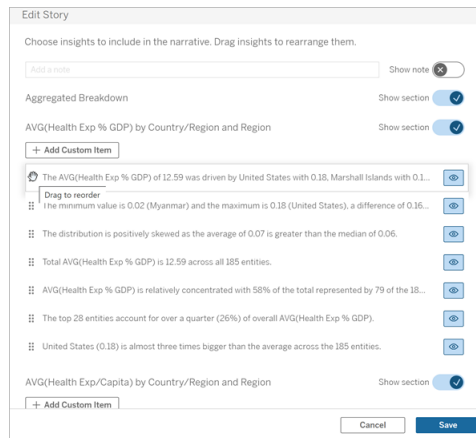 Edit Story
Choose insights to include in the narrative. Drag insights to rearrange them.
Add a note
Show note
Aggregated Breakdown
Show section
AVG(Health Exp % GDP) by Country/Region and Region
Show section
+ Add Custom Item
The AVG(Health Exp % GDP) of 12.59 was driven by United States with 0.18, Marshall Islands with 0.1...
Drag to reorder
The minimum value is 0.02 (Myanmar) and the maximum is 0.18 (United States), a difference of 0.16...
The distribution is positively skewed as the average of 0.07 is greater than the median of 0.06.
Total AVG(Health Exp % GDP) is 12.59 across all 185 entities.
AVG(Health Exp % GDP) is relatively concentrated with 58% of the total represented by 79 of the 18...
The top 28 entities account for over a quarter (26%) of overall AVG(Health Exp % GDP).
United States (0.18) is almost three times bigger than the average across the 185 entities.
AVG(Health Exp/Capita) by Country/Region and Region
Show section
+ Add Custom Item
Cancel
Save